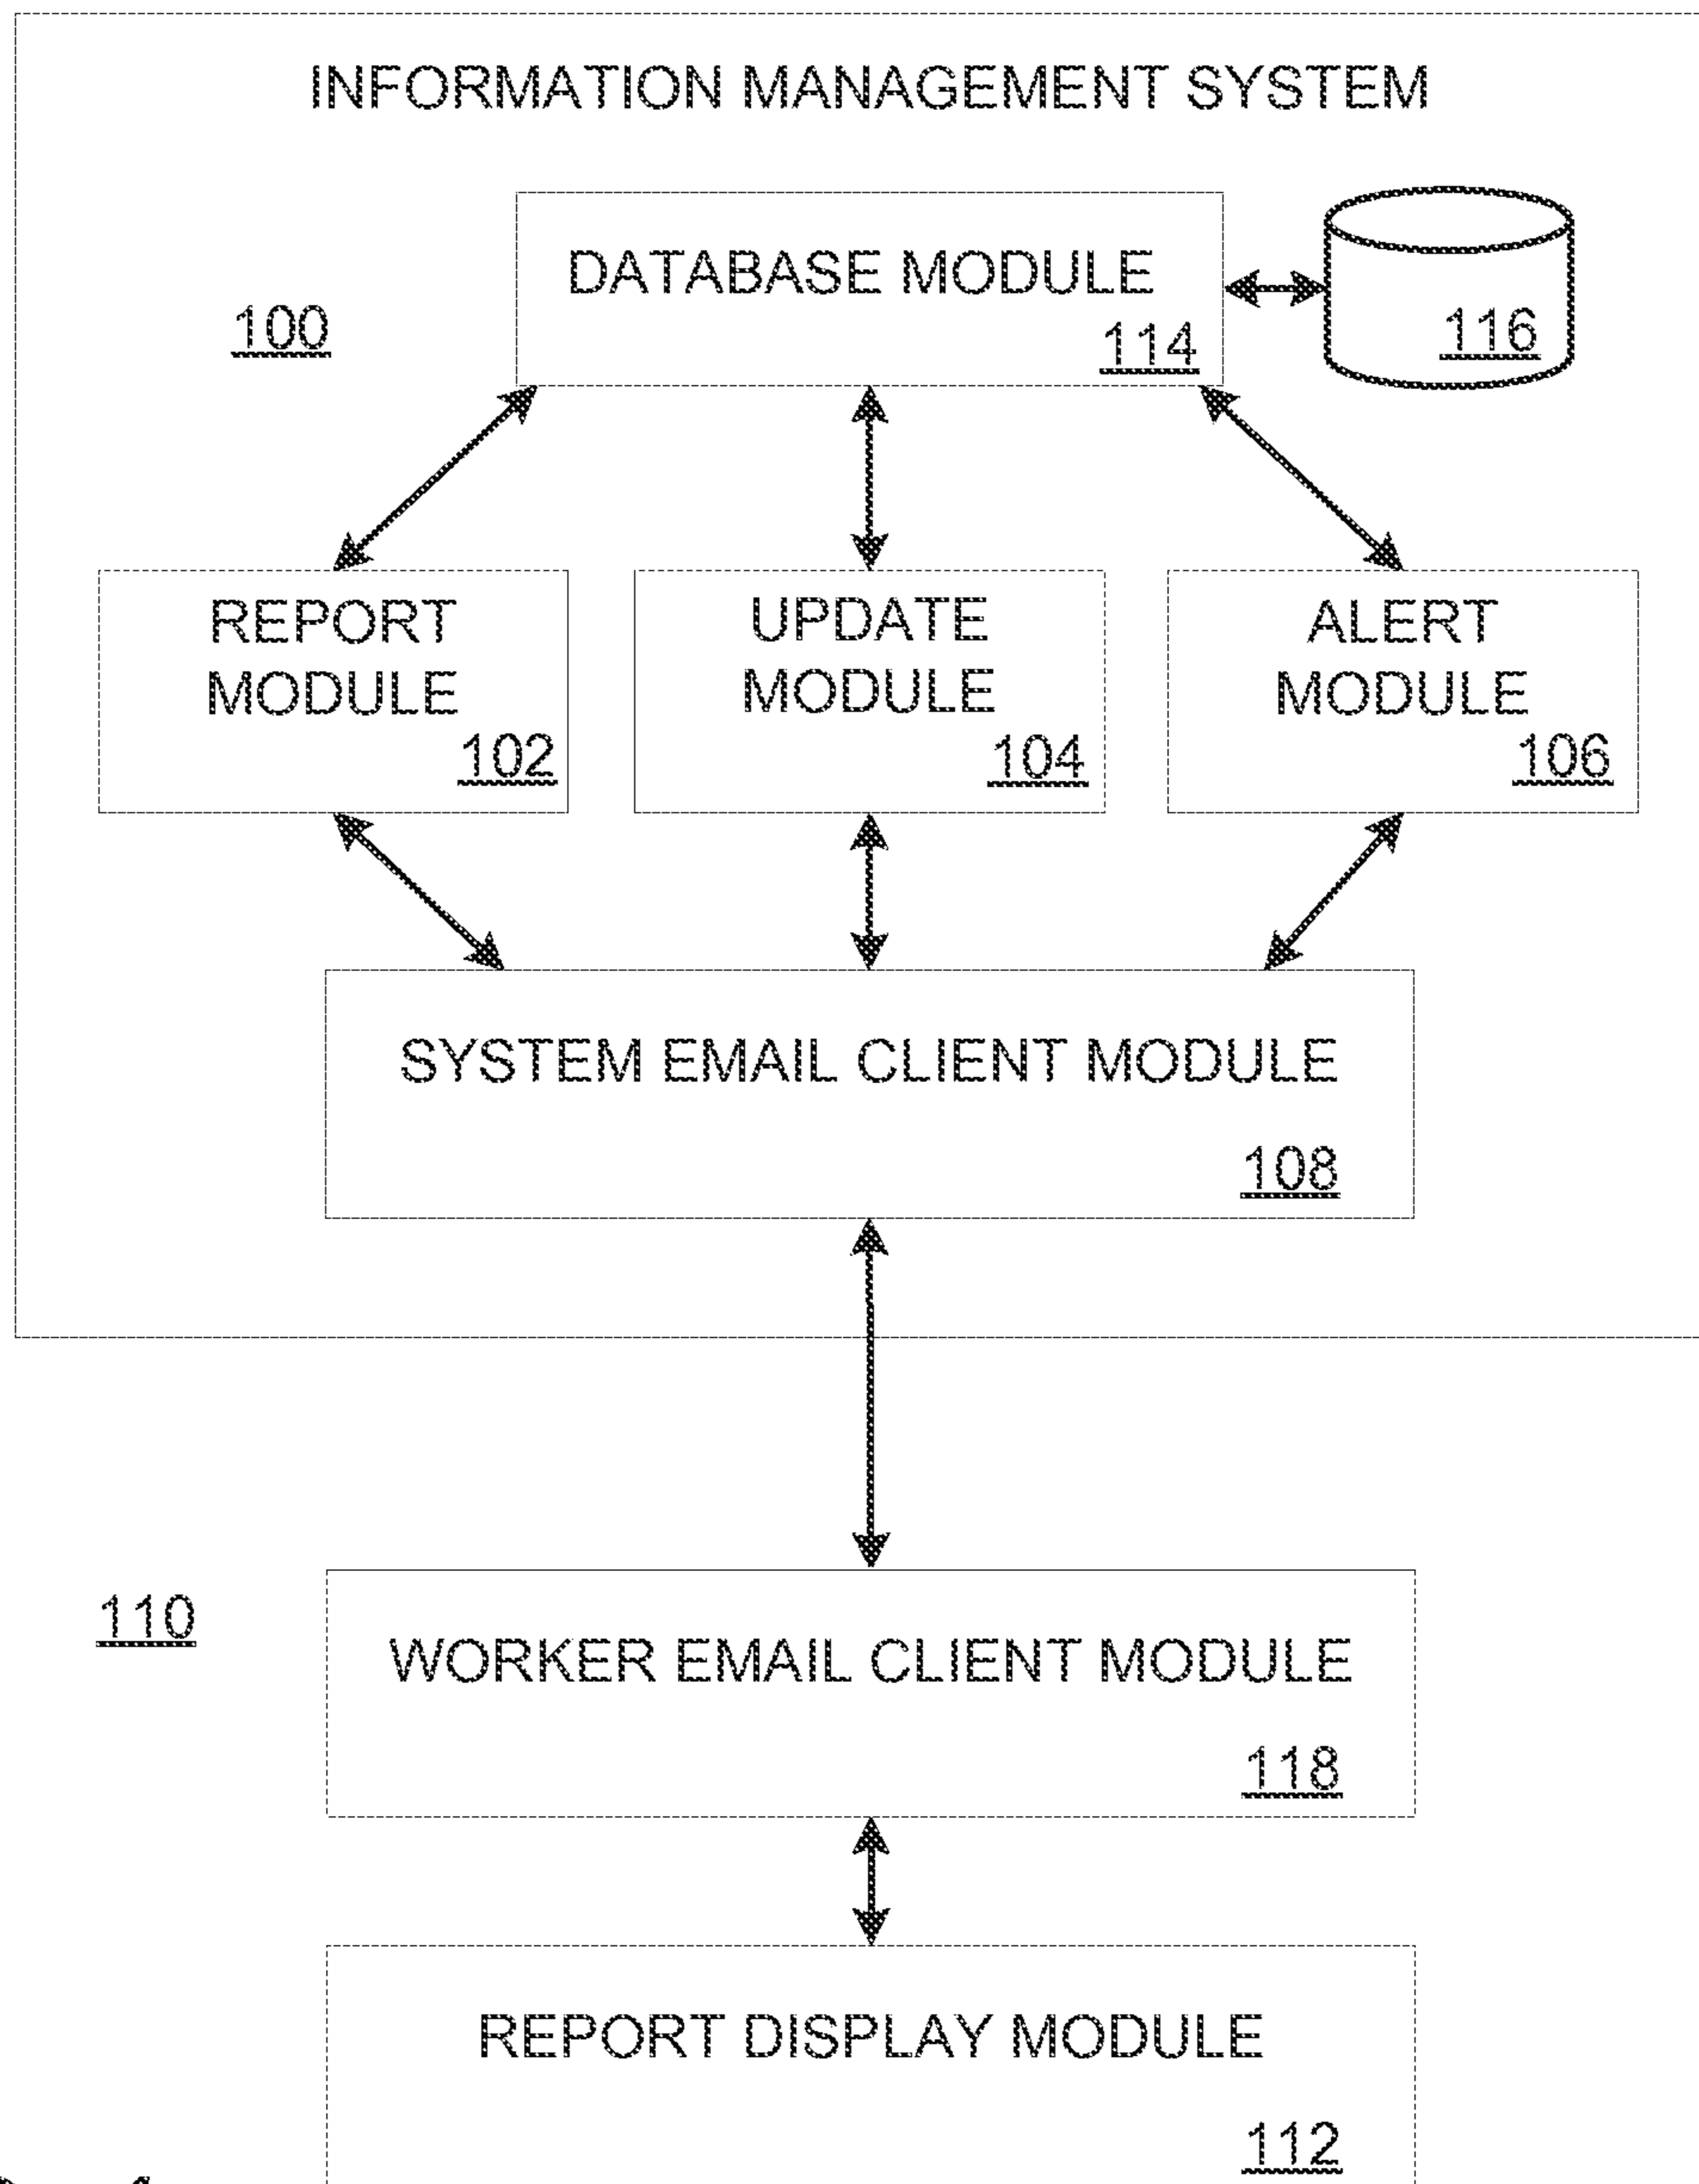 INFORMATION MANAGEMENT SYSTEM
DATABASE MODULE
114
116
100
REPORT
MODULE
102
UPDATE
MODULE
104
ALERT
MODULE
106
SYSTEM EMAIL CLIENT MODULE
108
110
WORKER EMAIL CLIENT MODULE
118
REPORT DISPLAY MODULE
112